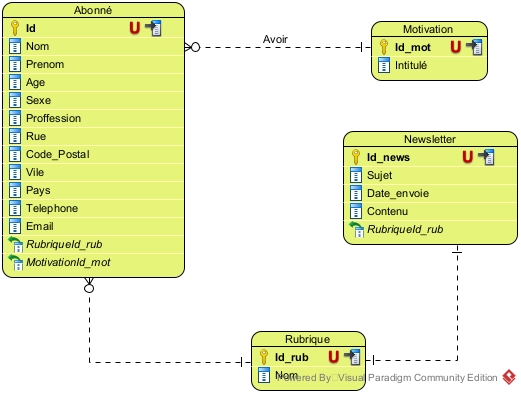 Abonné
Id
Nom
Prenom
Age
Sexe
Proffession
Rue
Code_Postal
Vile
Pays
Telephone
Email
RubriqueId_rub
MotivationId_mot
Avoir
Motivation
Id_mot
Intitulé
Newsletter
Id_news
Sujet
Date_envoie
Contenu
RubriqueId_rub
Rubrique
Id_rub
Nom
Powered By Visual Paradigm Community Edition